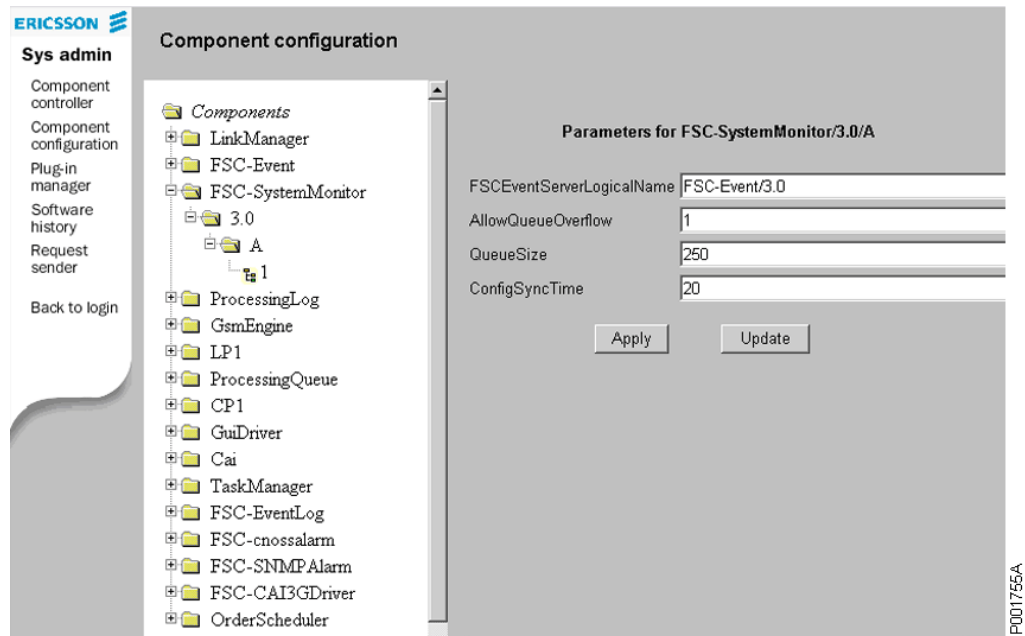 ERICSSON
Sys admin
Component
controller
Component
configuration
Plug-in
manager
Software
history
Request
sender
Back to login
Component configuration
Components
LinkManager
FSC-Event
FSC-SystemMonitor
3.0
A
1
ProcessingLog
GsmEngine
LP1
ProcessingQueue
CP1
GuiDriver
Cai
TaskManager
FSC-EventLog
FSC-cnossalarm
FSC-SNMPAlarm
FSC-CAI3GDriver
OrderScheduler
Parameters for FSC-SystemMonitor/3.0/A
FSCEventServerLogicalName FSC-Event/3.0
AllowQueueOverflow 1
QueueSize 250
ConfigSyncTime 20
Apply Update
P001755A